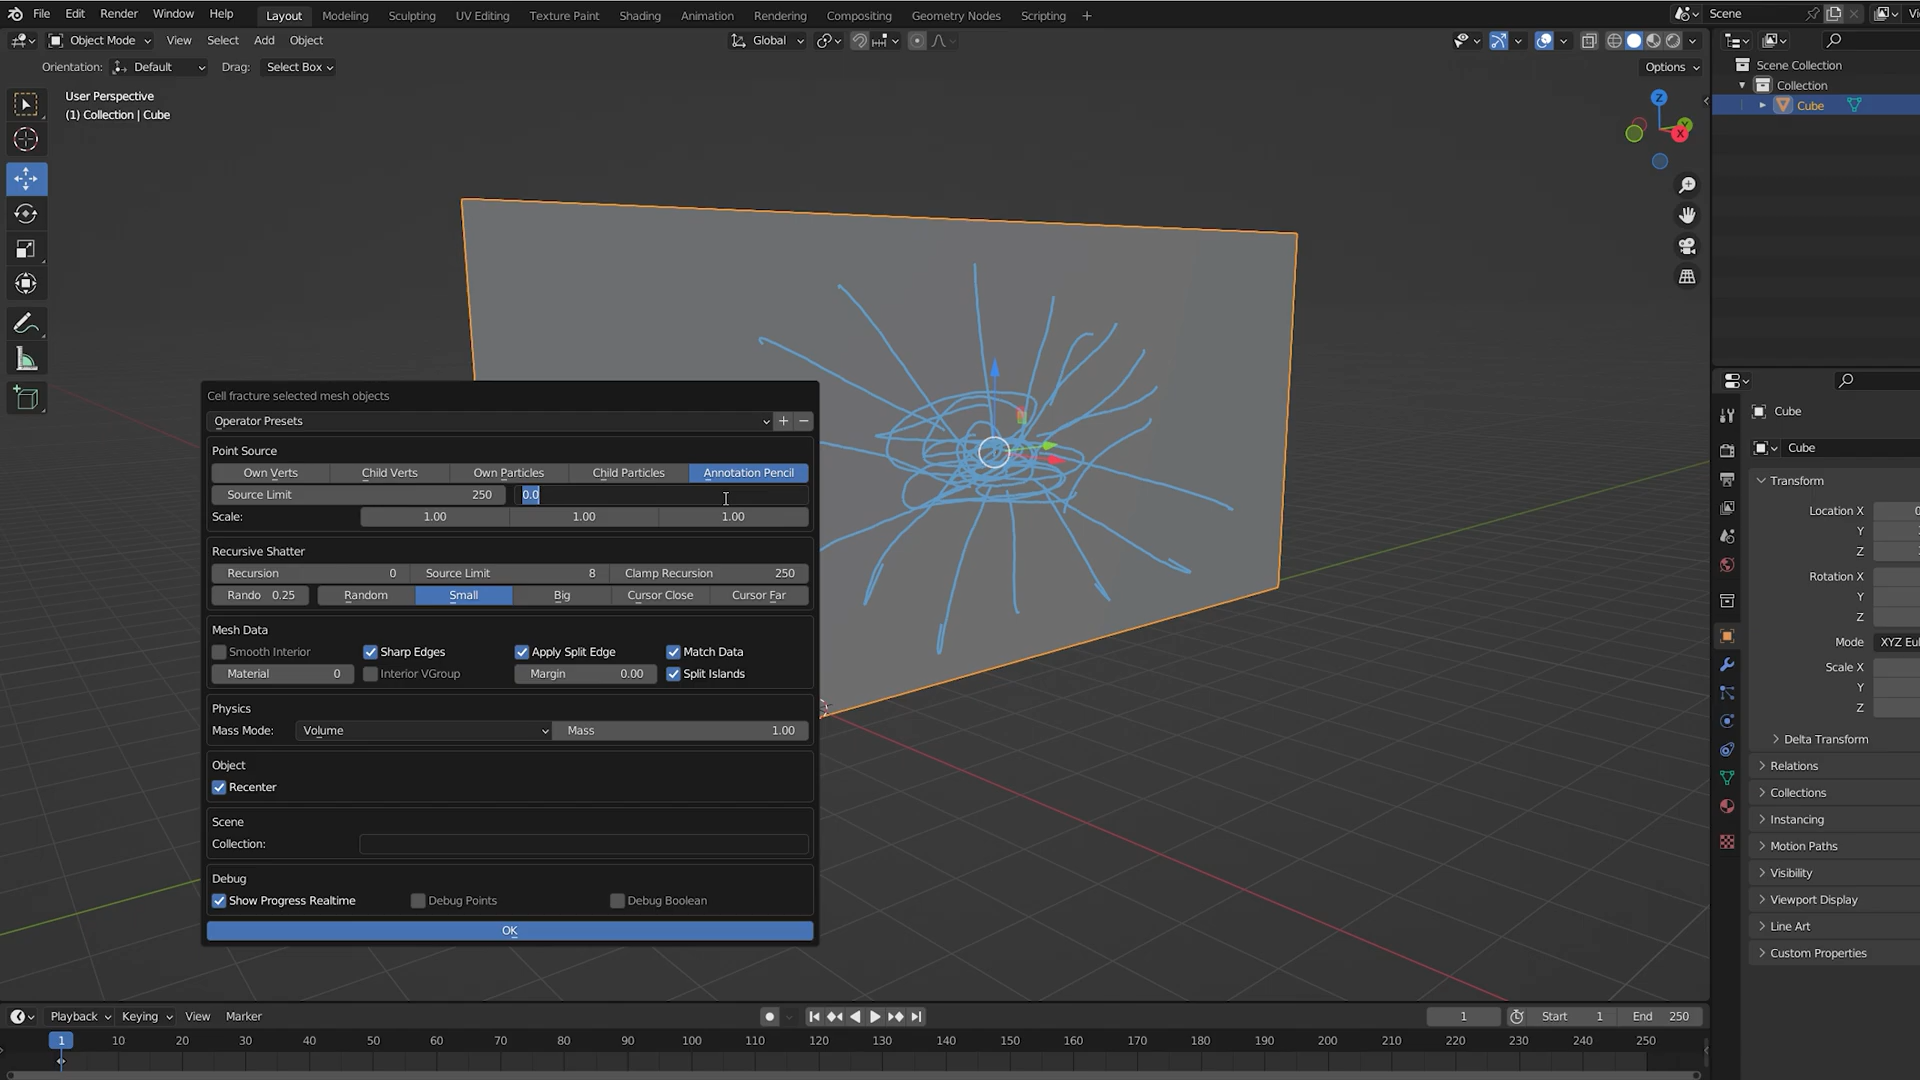 File Edit Render Window Help Layout Modeling Sculpting UV Editing Texture Paint Shading Animation Rendering Compositing Geometry Nodes Scripting + Scene
Object Mode View Select Add Object Global
Orientation: Default Drag: Select Box Options
User Perspective
(1) Collection | Cube
Z
Y
X
Scene Collection
Collection
Cube
Cell fracture selected mesh objects
Operator Presets
Point Source
Own Verts Child Verts Own Particles Child Particles Annotation Pencil
Source Limit 250 0.0
Scale: 1.00 1.00 1.00
Recursive Shatter
Recursion 0 Source Limit 8 Clamp Recursion 250
Rando 0.25 Random Small Big Cursor Close Cursor Far
Mesh Data
Smooth Interior Sharp Edges Apply Split Edge Match Data
Material 0 Interior VGroup Margin 0.00 Split Islands
Physics
Mass Mode: Volume Mass 1.00
Object
Recenter
Scene
Collection:
Debug
Show Progress Realtime Debug Points Debug Boolean
OK
Cube
Cube
Transform
Location X
Y
Z
Rotation X
Y
Z
Mode XYZ Eul
Scale X
Y
Z
Delta Transform
Relations
Collections
Instancing
Motion Paths
Visibility
Viewport Display
Line Art
Custom Properties
Playback Keying View Marker 1 Start 1 End 250
1 10 20 30 40 50 60 70 80 90 100 110 120 130 140 150 160 170 180 190 200 210 220 230 240 250